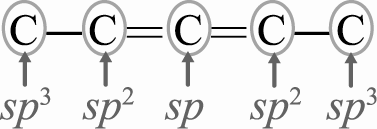 C—C=C=C—C
sp³ sp² sp sp² sp³